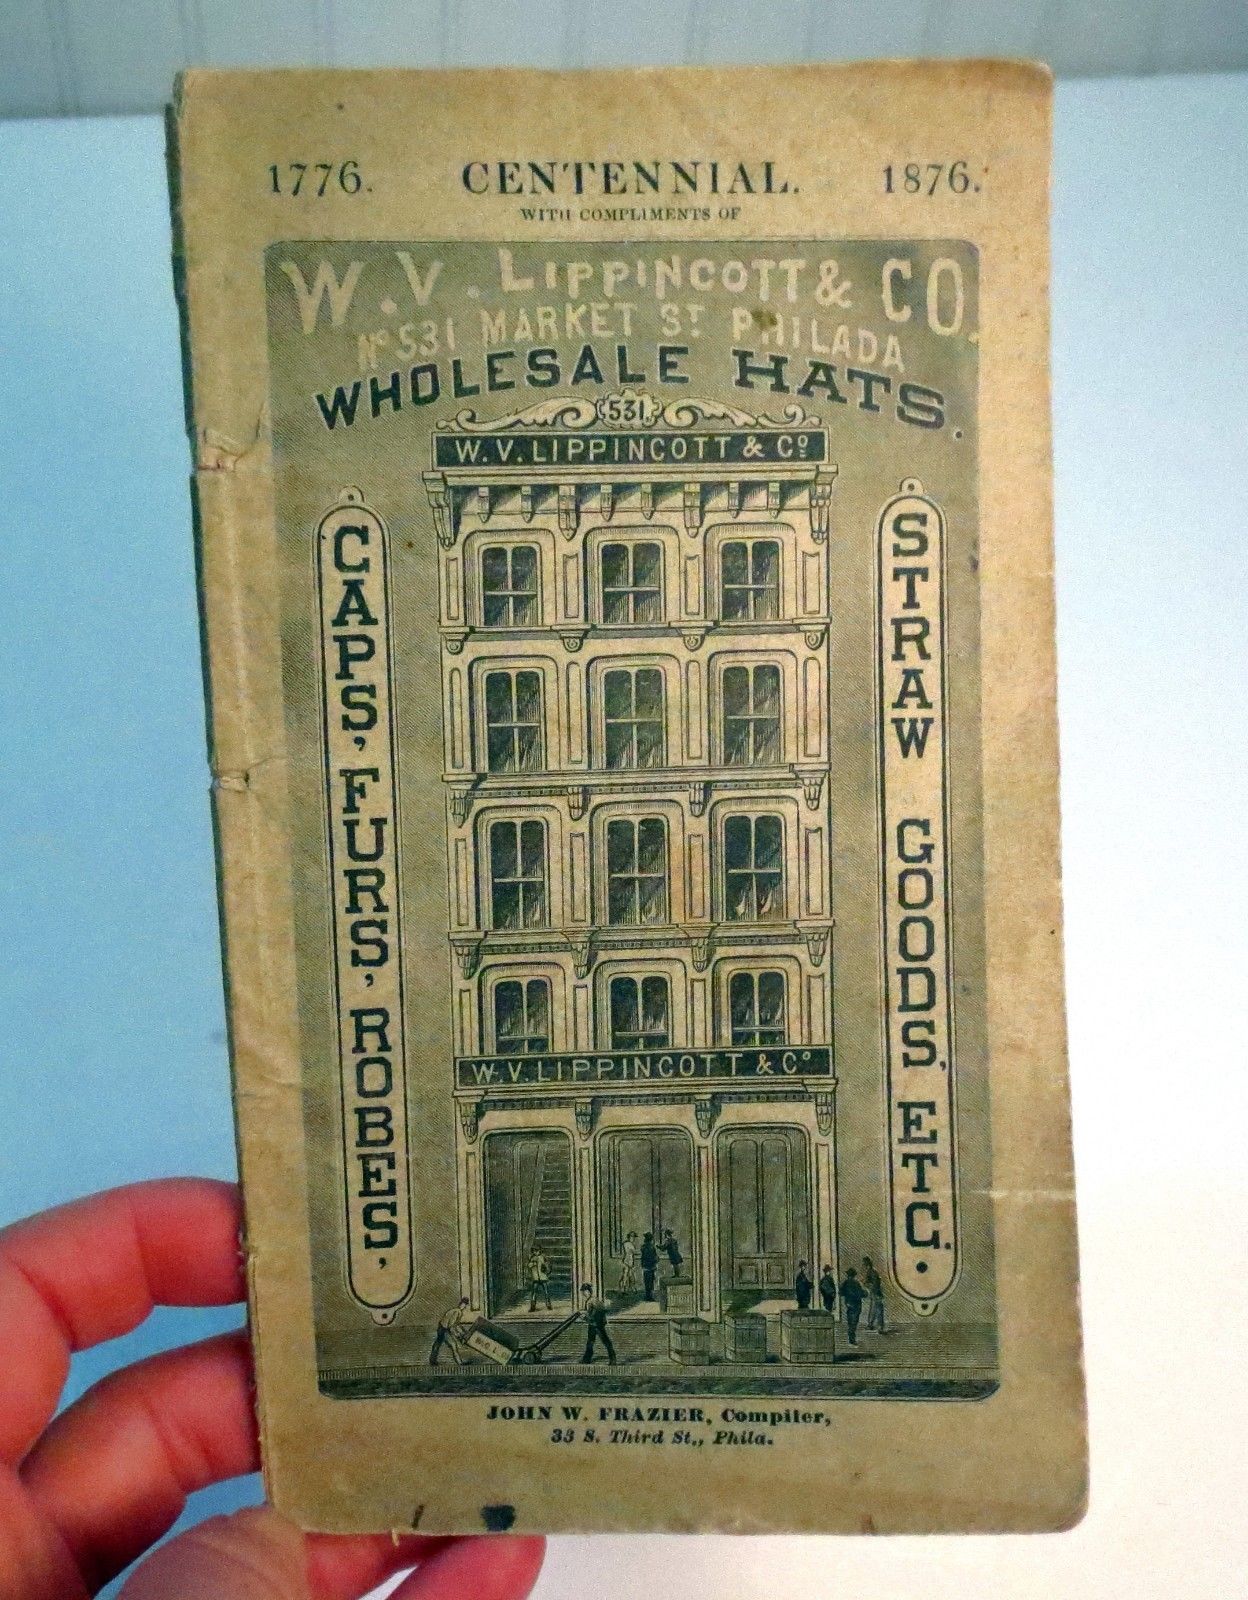 1776. CENTENNIAL. 1876.
WITH COMPLIMENTS OF
W. V. LIPPINCOTT & CO.
No 531 MARKET ST PHILADA
WHOLESALE HATS.
531.
W. V. LIPPINCOTT & Co
CAPS, FURS, ROBES,
STRAW GOODS, ETC.
W. V. LIPPINCOTT & Co
JOHN W. FRAZIER, Compiler,
33 S. Third St., Phila.